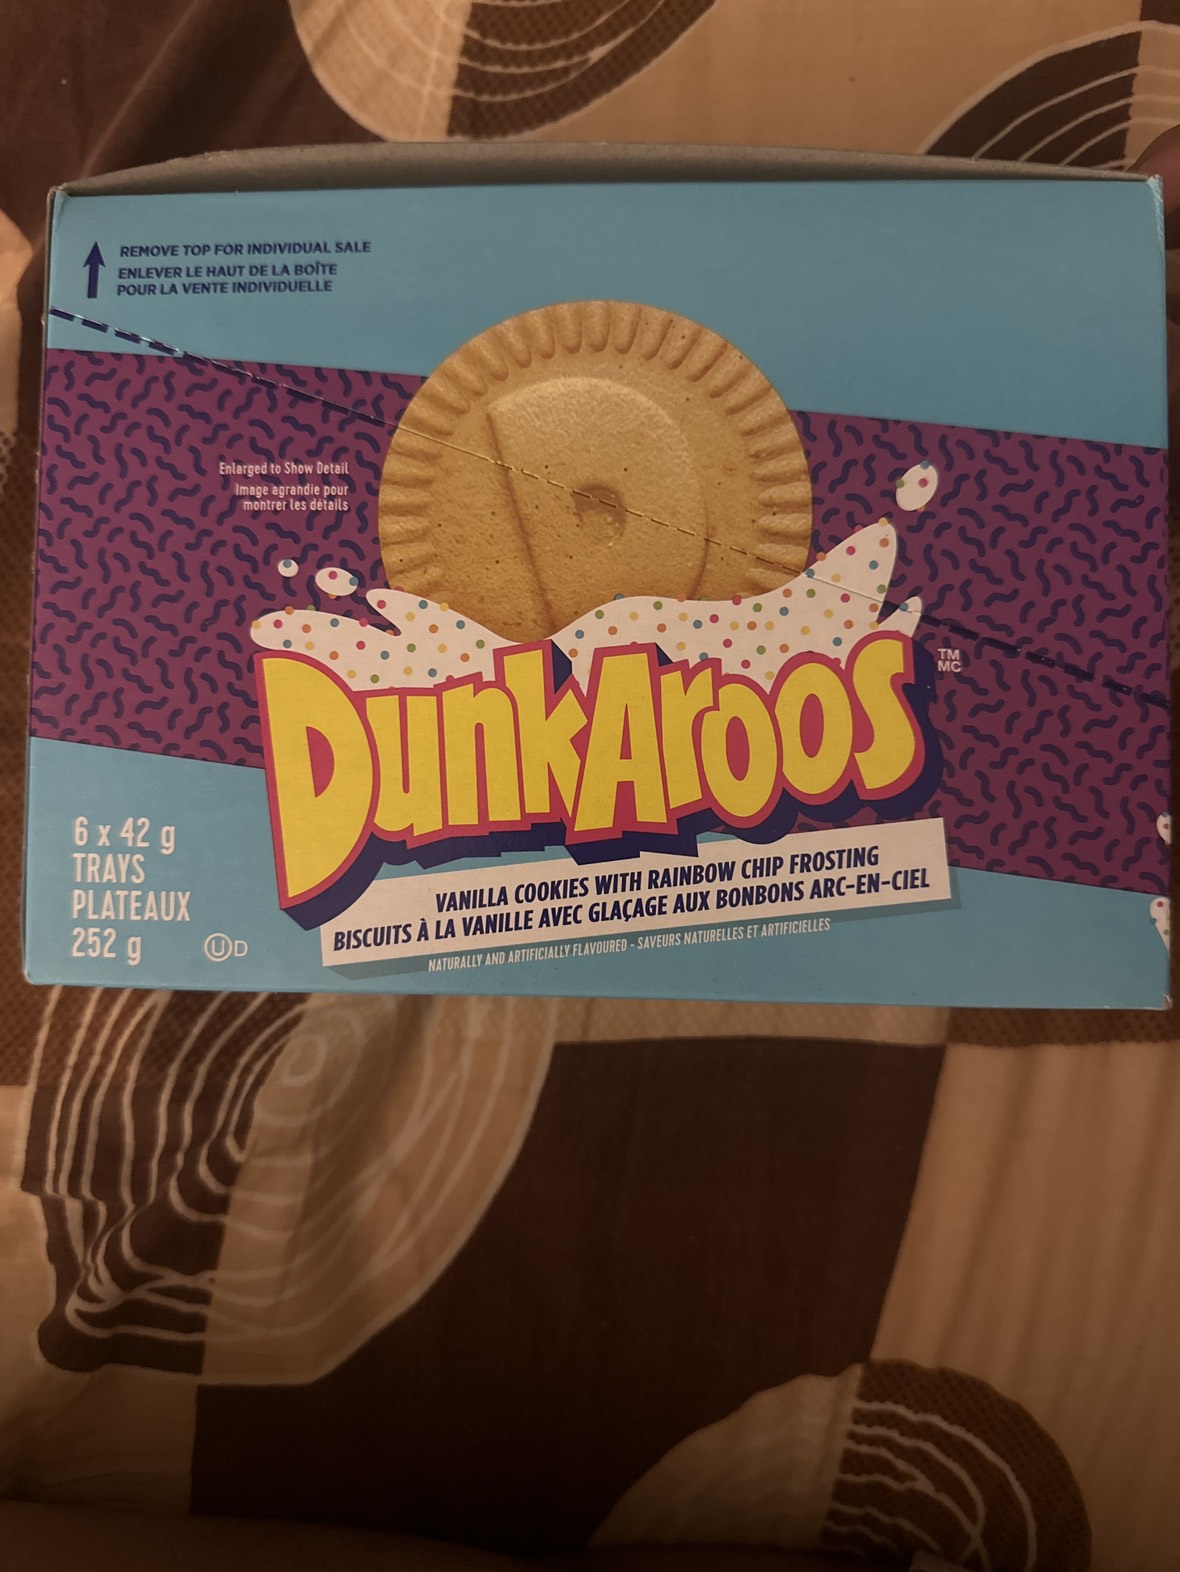 REMOVE TOP FOR INDIVIDUAL SALE
ENLEVER LE HAUT DE LA BOÎTE
POUR LA VENTE INDIVIDUELLE
Enlarged to Show Detail
Image agrandie pour
montrer les détails
DunkAroos
TM
MC
6 x 42 g
TRAYS
PLATEAUX
252 g
UD
VANILLA COOKIES WITH RAINBOW CHIP FROSTING
BISCUITS À LA VANILLE AVEC GLAÇAGE AUX BONBONS ARC-EN-CIEL
NATURALLY AND ARTIFICIALLY FLAVOURED - SAVEURS NATURELLES ET ARTIFICIELLES